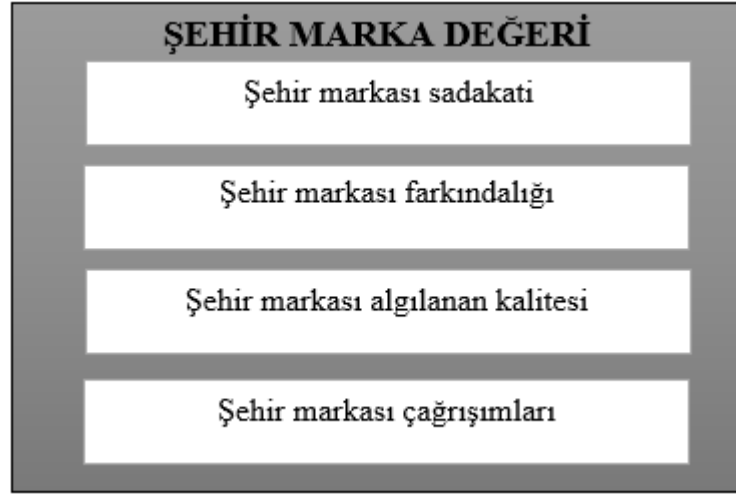 ŞEHİR MARKA DEĞERİ
Şehir markası sadakati
Şehir markası farkındalığı
Şehir markası algılanan kalitesi
Şehir markası çağrışımları